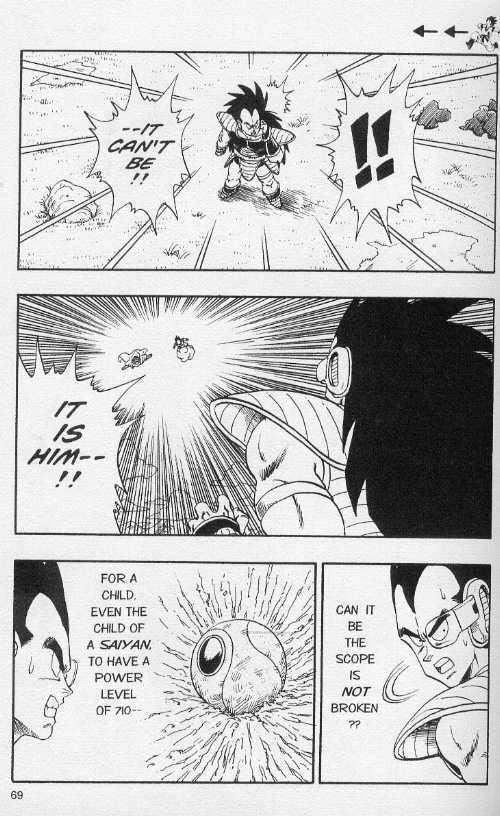 !!
--IT
CAN'T
BE
!!
IT
IS
HIM--
!!
CAN IT
BE
THE
SCOPE
IS
NOT
BROKEN
??
FOR A
CHILD,
EVEN THE
CHILD OF
A SAIYAN,
TO HAVE A
POWER
LEVEL
OF 710--
69